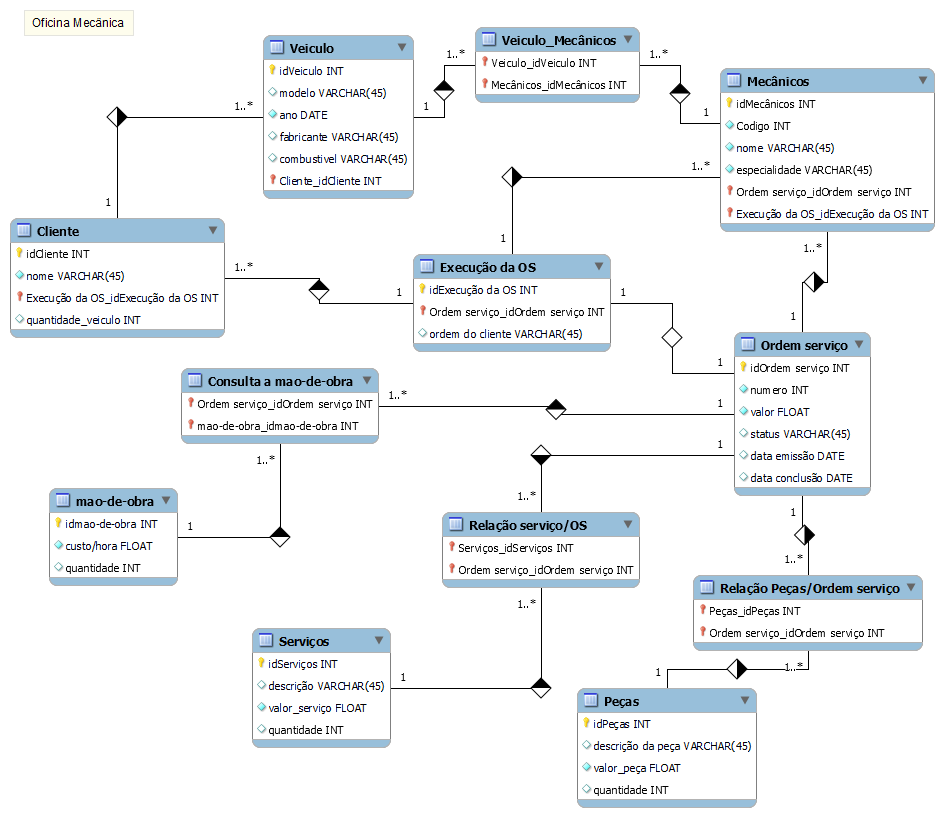 Oficina Mecânica
Veiculo
idVeiculo INT
modelo VARCHAR(45)
ano DATE
fabricante VARCHAR(45)
combustivel VARCHAR(45)
Cliente_idCliente INT
Veiculo_Mecânicos
Veiculo_idVeiculo INT
Mecânicos_idMecânicos INT
Mecânicos
idMecânicos INT
Codigo INT
nome VARCHAR(45)
especialidade VARCHAR(45)
Ordem serviço_idOrdem serviço INT
Execução da OS_idExecução da OS INT
1..*
1
1..*
1
1..*
1
Cliente
idCliente INT
nome VARCHAR(45)
Execução da OS_idExecução da OS INT
quantidade_veiculo INT
1..*
1
Execução da OS
idExecução da OS INT
Ordem serviço_idOrdem serviço INT
ordem do cliente VARCHAR(45)
1..*
1
1
1
1..*
1
Ordem serviço
idOrdem serviço INT
numero INT
valor FLOAT
status VARCHAR(45)
data emissão DATE
data conclusão DATE
Consulta a mao-de-obra
Ordem serviço_idOrdem serviço INT
mao-de-obra_idmao-de-obra INT
1..*
1
1..*
1
mao-de-obra
idmao-de-obra INT
custo/hora FLOAT
quantidade INT
1
1..*
Relação serviço/OS
Serviços_idServiços INT
Ordem serviço_idOrdem serviço INT
1..*
1
Serviços
idServiços INT
descrição VARCHAR(45)
valor_serviço FLOAT
quantidade INT
1
1..*
Relação Peças/Ordem serviço
Peças_idPeças INT
Ordem serviço_idOrdem serviço INT
1..*
1
Peças
idPeças INT
descrição da peça VARCHAR(45)
valor_peça FLOAT
quantidade INT